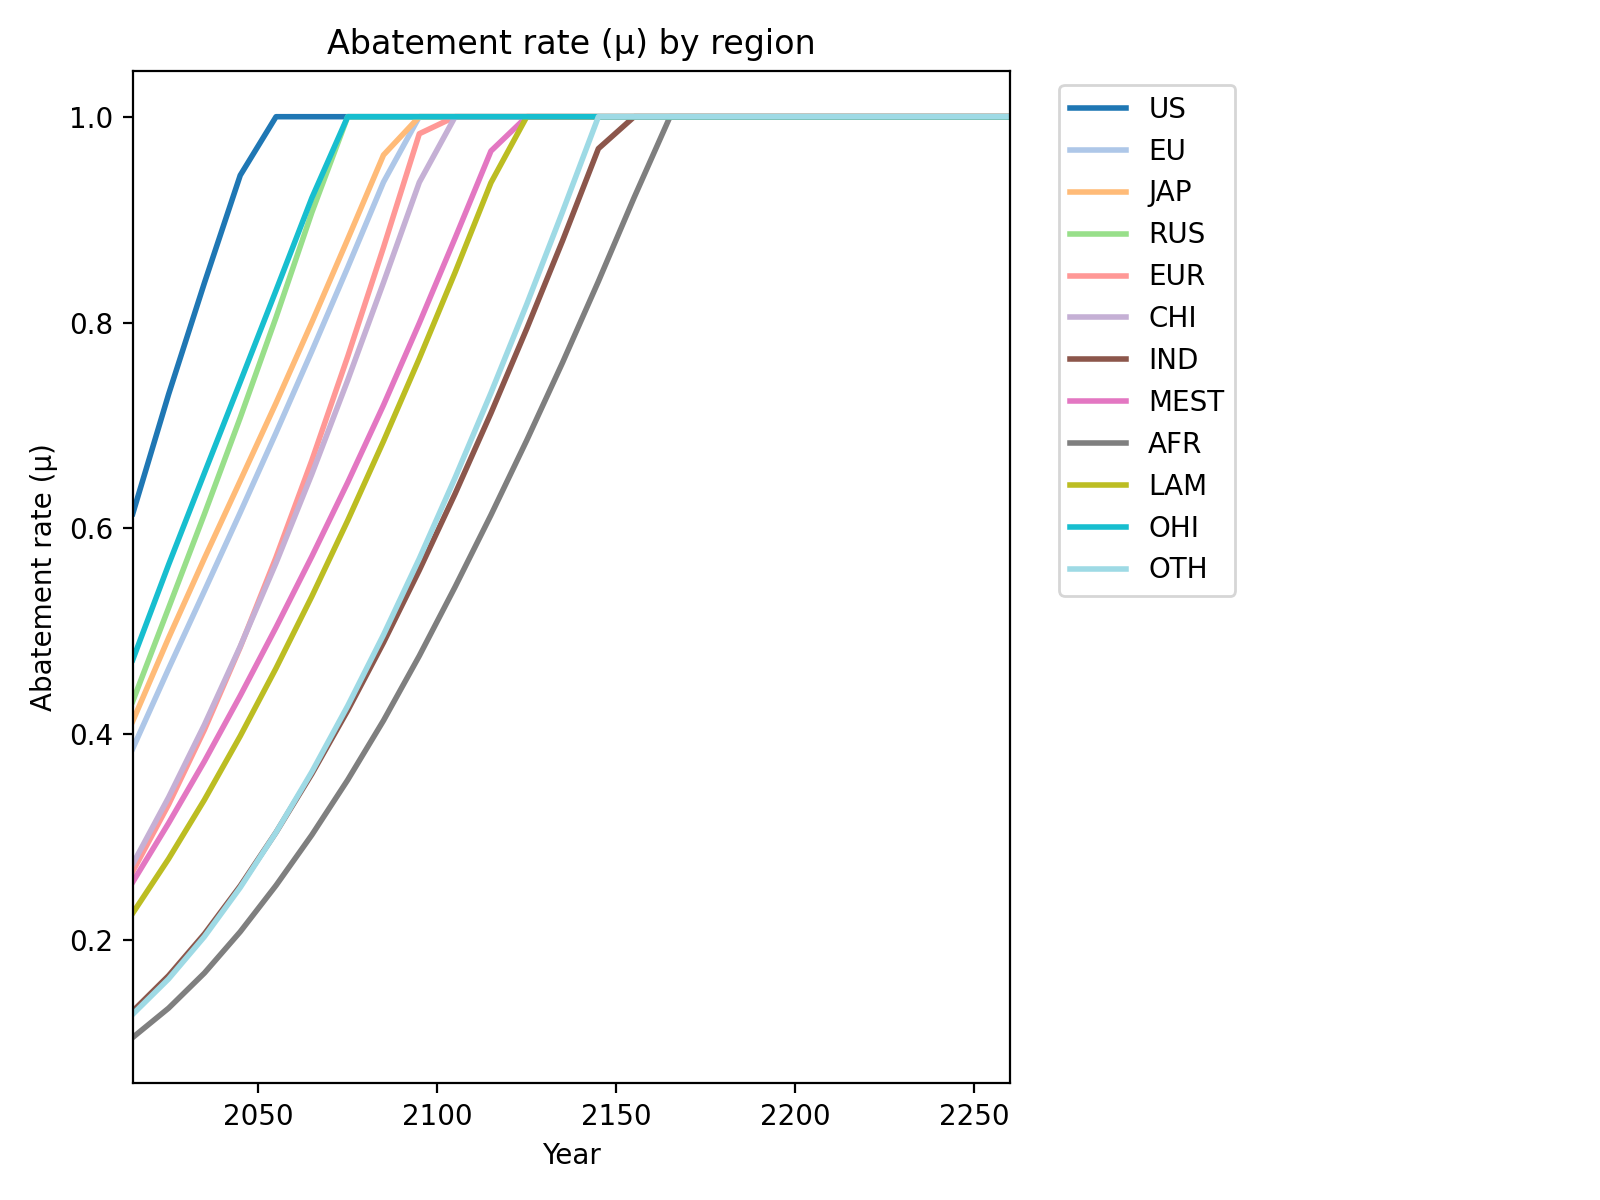 Abatement rate (μ) by region
Abatement rate (μ)
1.0
0.8
0.6
0.4
0.2
2050
2100
2150
2200
2250
Year
US
EU
JAP
RUS
EUR
CHI
IND
MEST
AFR
LAM
OHI
OTH